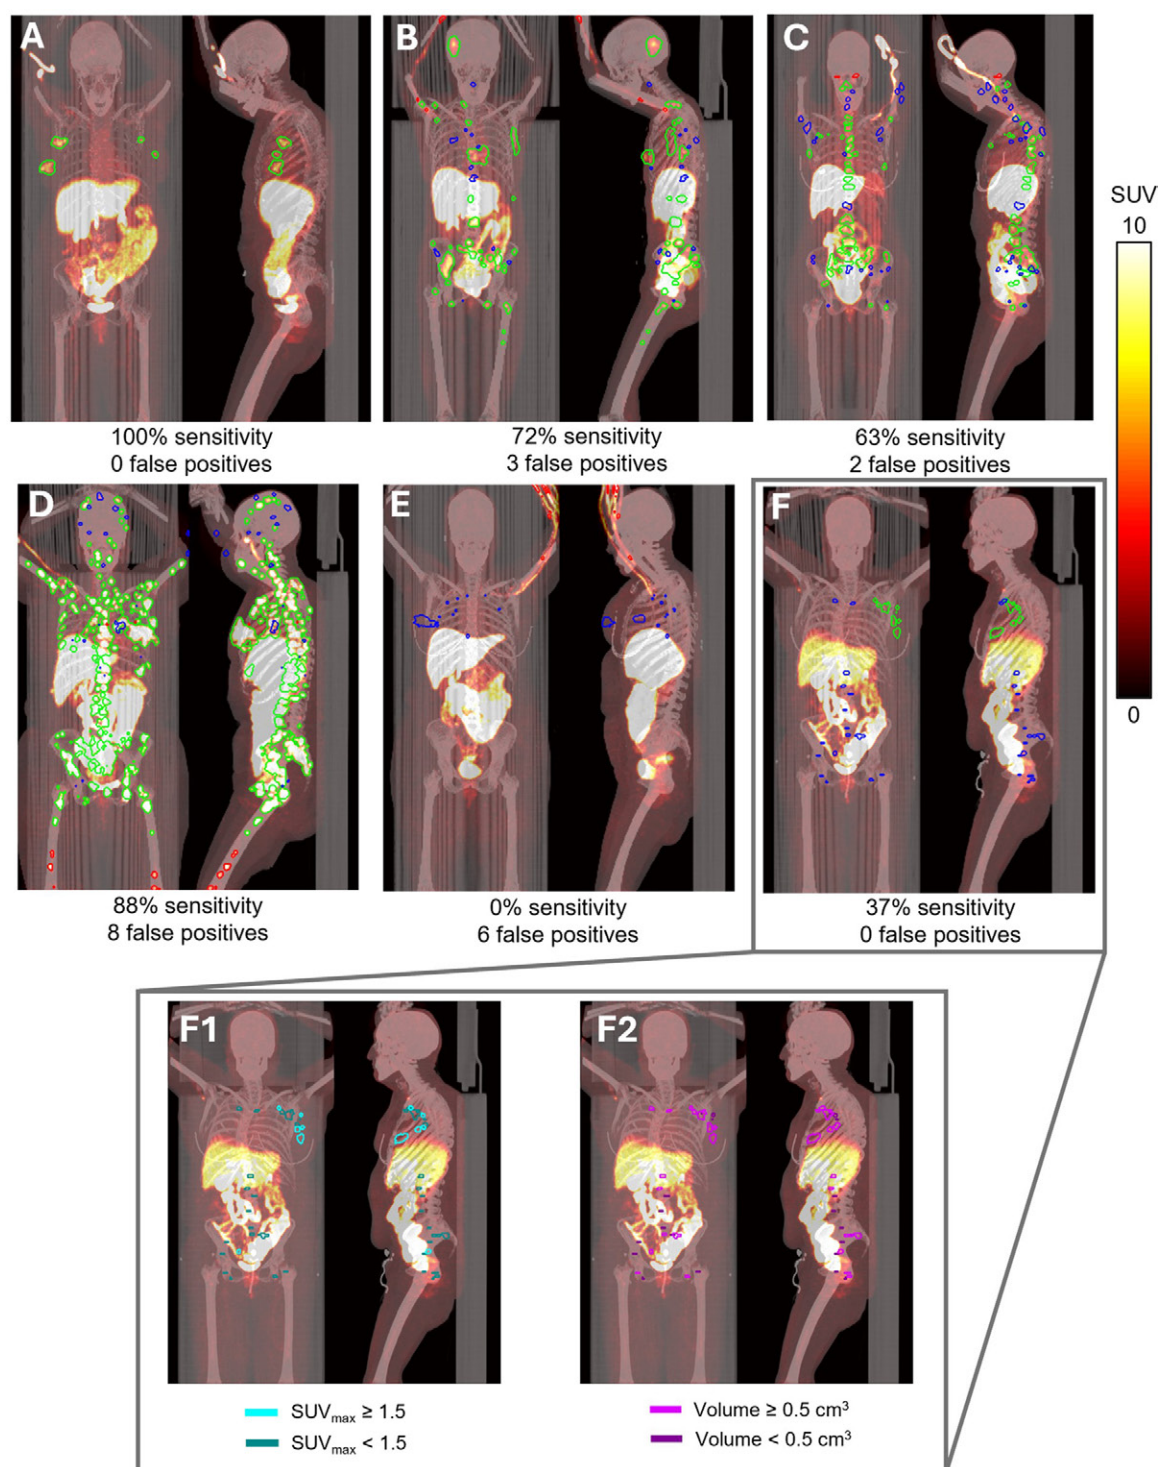 A
B
C
SUV
10
0
100% sensitivity
0 false positives
72% sensitivity
3 false positives
63% sensitivity
2 false positives
D
E
F
88% sensitivity
8 false positives
0% sensitivity
6 false positives
37% sensitivity
0 false positives
F1
F2
SUVmax ≥ 1.5
SUVmax < 1.5
Volume ≥ 0.5 cm³
Volume < 0.5 cm³